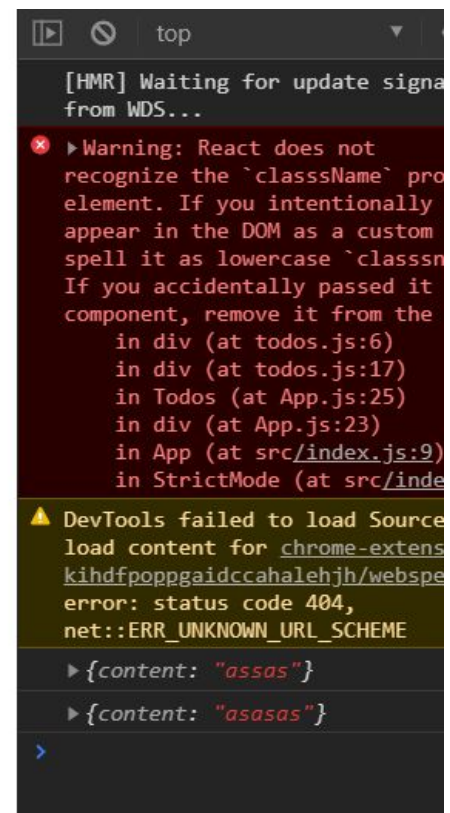 top
[HMR] Waiting for update signa
from WDS...
Warning: React does not
recognize the `classsName` pro
element. If you intentionally
appear in the DOM as a custom
spell it as lowercase `classsn
If you accidentally passed it
component, remove it from the
in div (at todos.js:6)
in div (at todos.js:17)
in Todos (at App.js:25)
in div (at App.js:23)
in App (at src/index.js:9)
in StrictMode (at src/inde
DevTools failed to load Source
load content for chrome-extens
kihdfpoppgaidccahalehjh/webspe
error: status code 404,
net::ERR_UNKNOWN_URL_SCHEME
{content: "assas"}
{content: "asasas"}